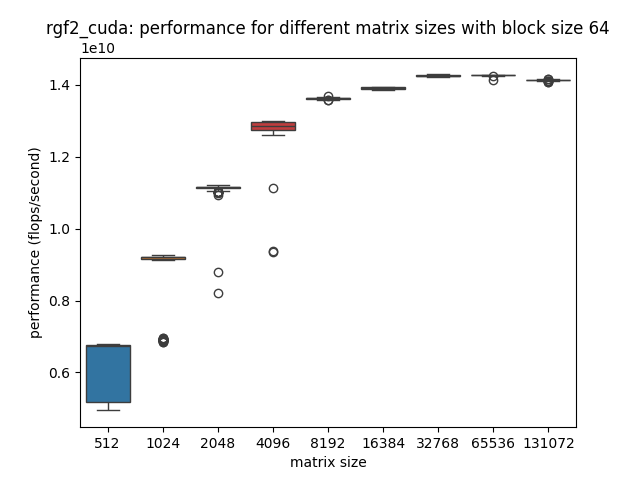 rgf2_cuda: performance for different matrix sizes with block size 64
1e10
1.4
1.2
1.0
0.8
0.6
performance (flops/second)
512 1024 2048 4096 8192 16384 32768 65536 131072
matrix size